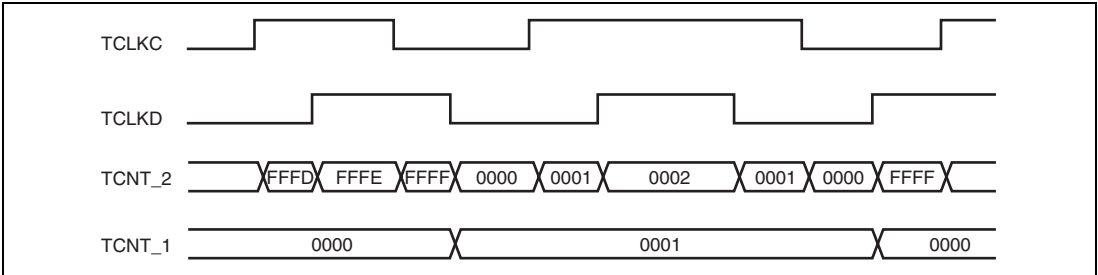 TCLKC
TCLKD
TCNT_2 FFFD FFFE FFFF 0000 0001 0002 0001 0000 FFFF
TCNT_1 0000 0001 0000